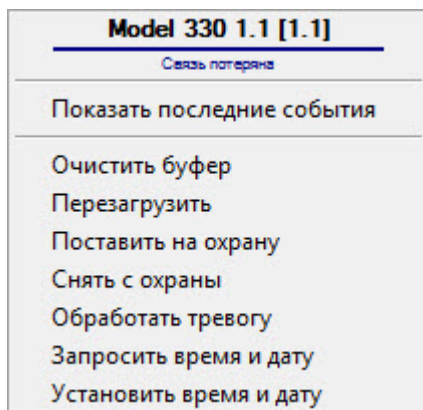 Model 330 1.1 [1.1]
Связь потеряна
Показать последние события
Очистить буфер
Перезагрузить
Поставить на охрану
Снять с охраны
Обработать тревогу
Запросить время и дату
Установить время и дату